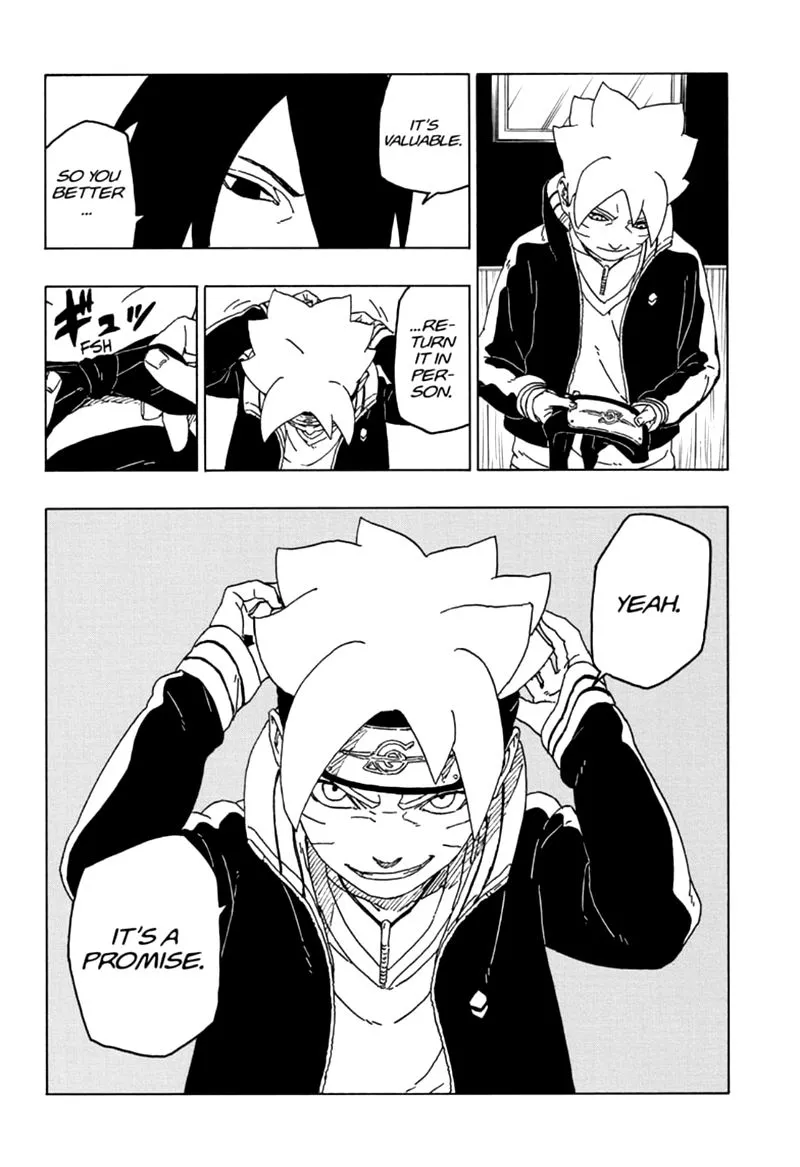 IT'S
VALUABLE.
SO YOU
BETTER
...
...RE-
TURN
IT IN
PER-
SON.
ギュッ
FSH
YEAH.
IT'S A
PROMISE.